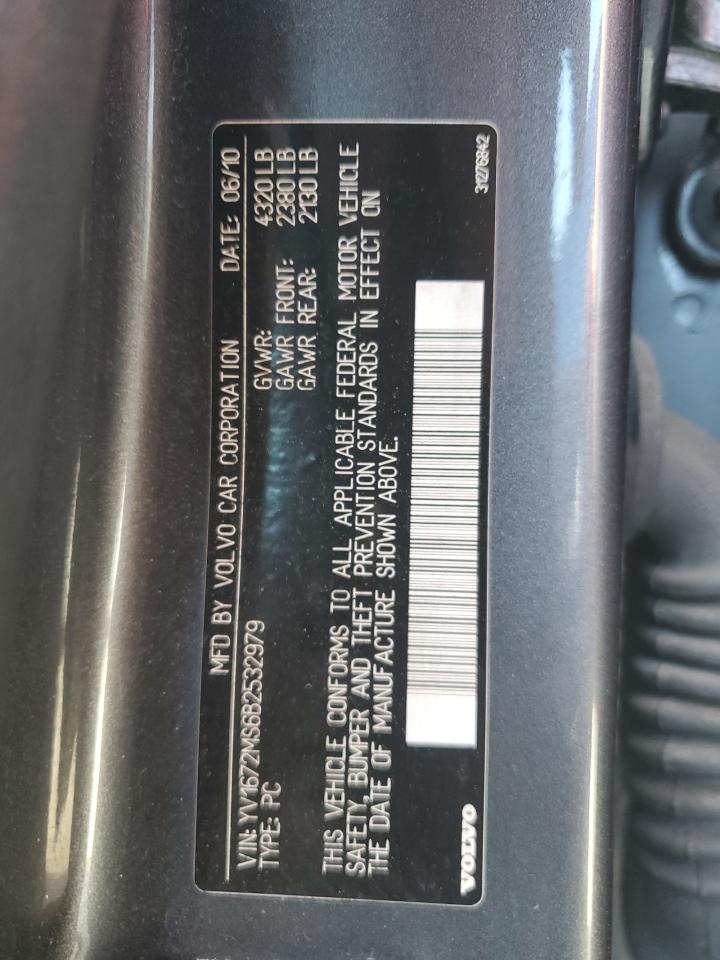 MFD BY VOLVO CAR CORPORATION DATE: 06/10
VIN: YV1672MS6B2532979 GVWR: 4320 LB
TYPE: PC GAWR FRONT: 2380 LB
GAWR REAR: 2130 LB
THIS VEHICLE CONFORMS TO ALL APPLICABLE FEDERAL MOTOR VEHICLE
SAFETY, BUMPER AND THEFT PREVENTION STANDARDS IN EFFECT ON
THE DATE OF MANUFACTURE SHOWN ABOVE.
VOLVO 31276842